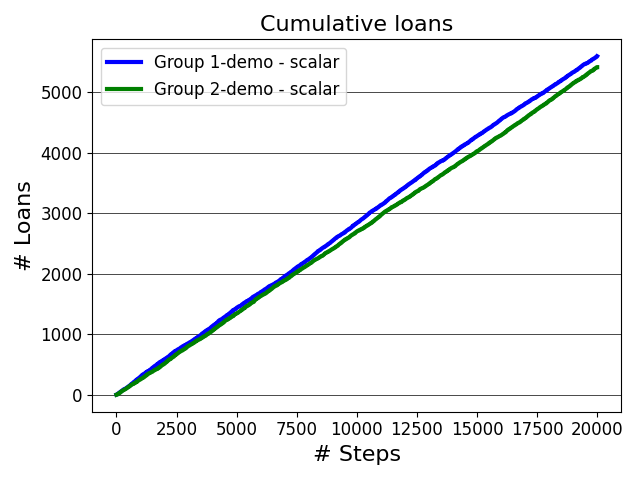 Cumulative loans
Group 1-demo - scalar
Group 2-demo - scalar
# Loans
5000
4000
3000
2000
1000
0
0 2500 5000 7500 10000 12500 15000 17500 20000
# Steps